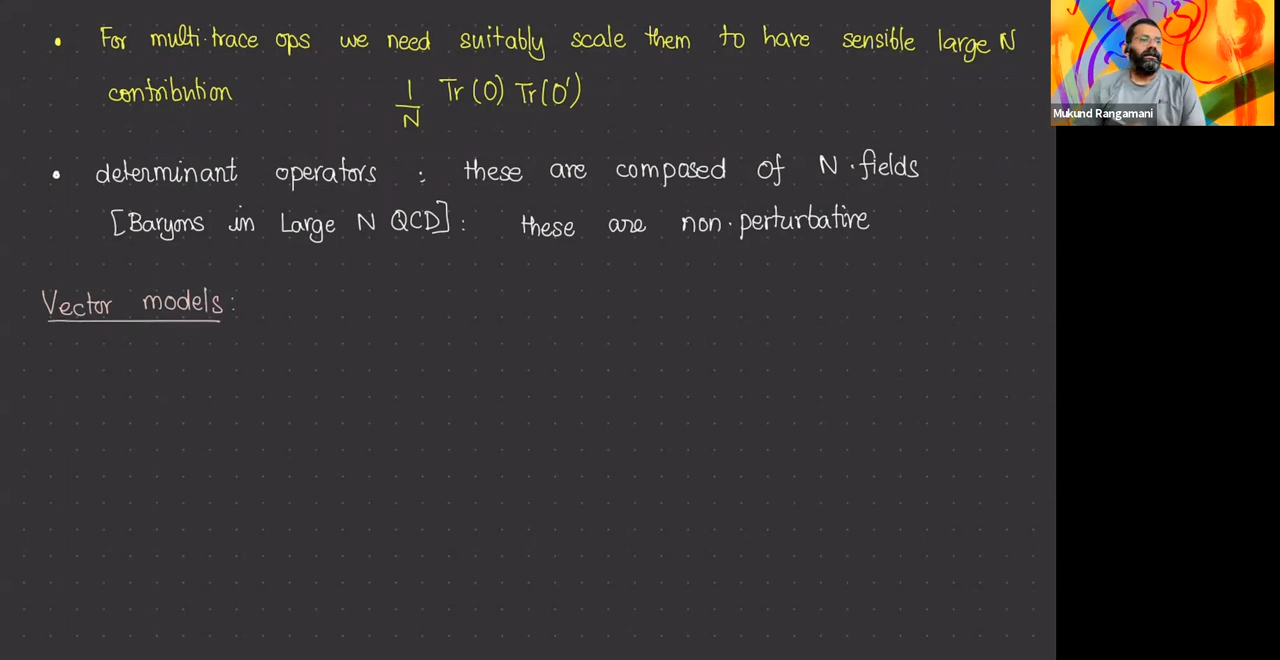 • For multi-trace ops we need suitably scale them to have sensible large N
contribution 1/N Tr(O) Tr(O')
• determinant operators : these are composed of N-fields
[Baryons in Large N QCD] : these are non-perturbative
Vector models:
Mukund Rangamani